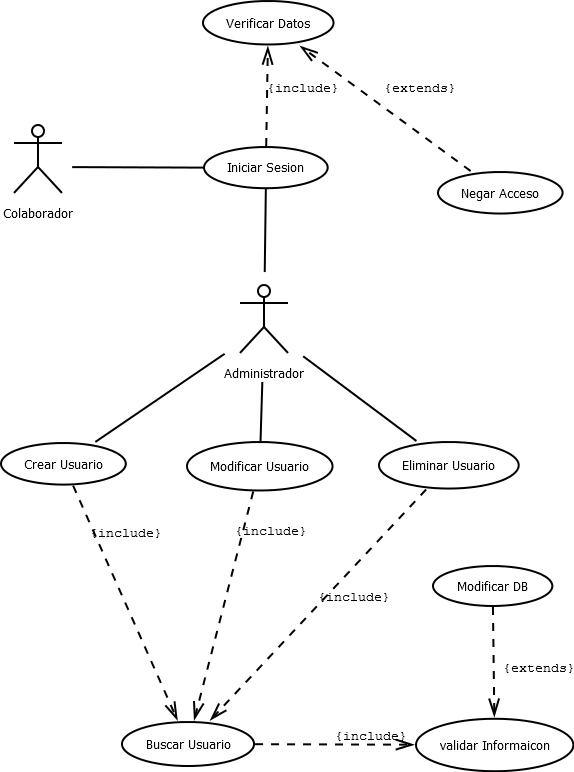 Verificar Datos
{include}
{extends}
Iniciar Sesion
Negar Acceso
Colaborador
Administrador
Crear Usuario
Modificar Usuario
Eliminar Usuario
{include}
{include}
{include}
Modificar DB
{extends}
{include}
Buscar Usuario
validar Informaicon